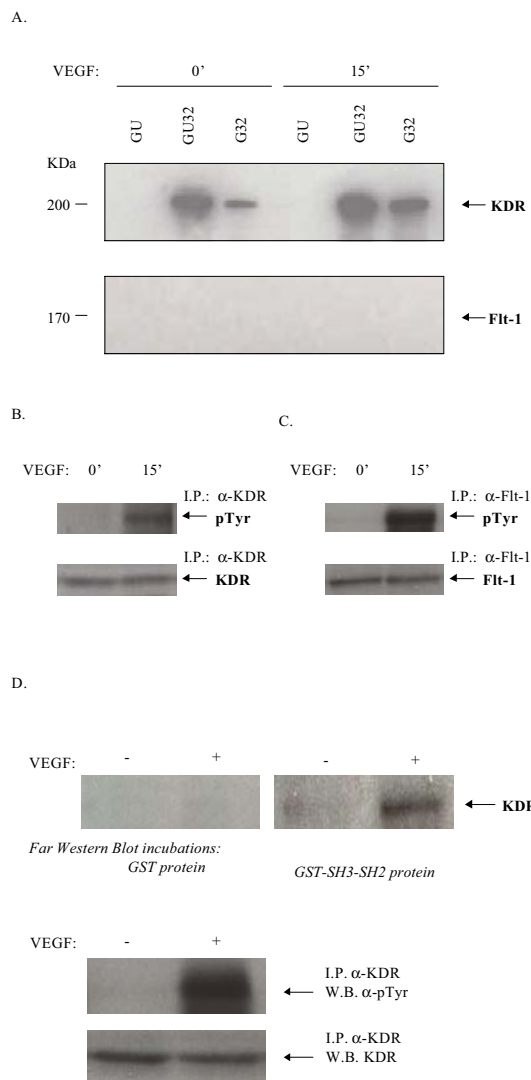 A.
VEGF: 0’ 15’
GU GU32 G32 GU GU32 G32
KDa
200 KDR
170 Flt-1
B. C.
VEGF: 0’ 15’ VEGF: 0’ 15’
I.P.: α-KDR I.P.: α-Flt-1
pTyr pTyr
I.P.: α-KDR I.P.: α-Flt-1
KDR Flt-1
D.
VEGF: - + - +
KDR
Far Western Blot incubations:
GST protein GST-SH3-SH2 protein
VEGF: - +
I.P. α-KDR
W.B. α-pTyr
I.P. α-KDR
W.B. KDR